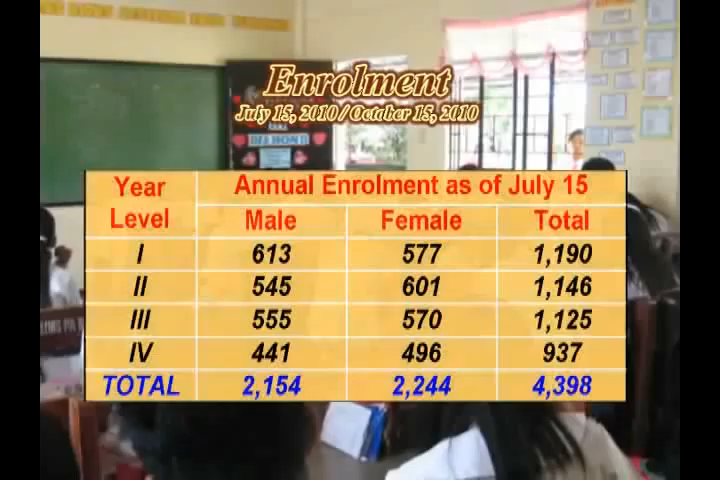 Enrolment
July 15, 2010 / October 15, 2010
Year Level Annual Enrolment as of July 15
Male Female Total
I 613 577 1,190
II 545 601 1,146
III 555 570 1,125
IV 441 496 937
TOTAL 2,154 2,244 4,398